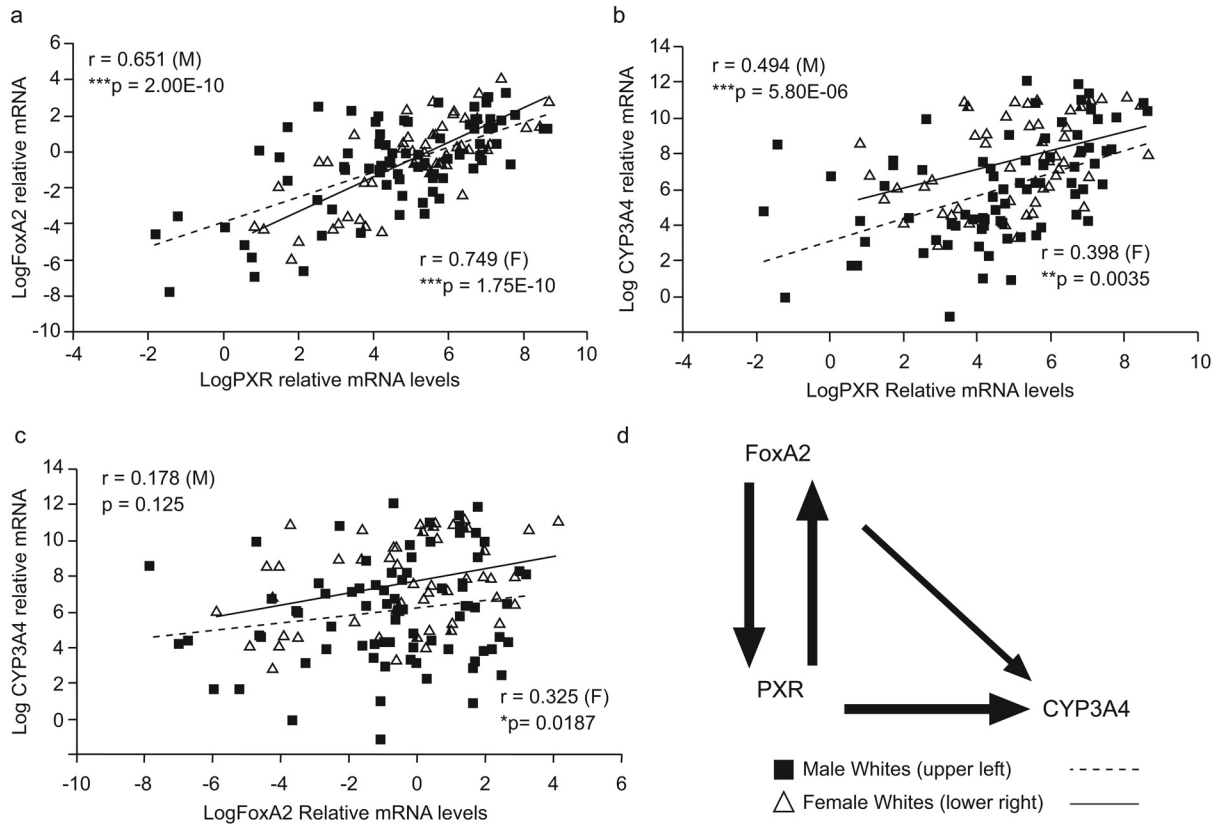 a
LogFoxA2 relative mRNA
6
4
2
0
-2
-4
-6
-8
-10
r = 0.651 (M)
***p = 2.00E-10
r = 0.749 (F)
***p = 1.75E-10
-4 -2 0 2 4 6 8 10
LogPXR relative mRNA levels
b
Log CYP3A4 relative mRNA
14
12
10
8
6
4
2
0
r = 0.494 (M)
***p = 5.80E-06
r = 0.398 (F)
**p = 0.0035
-4 -2 0 2 4 6 8 10
LogPXR Relative mRNA levels
c
Log CYP3A4 relative mRNA
14
12
10
8
6
4
2
0
r = 0.178 (M)
p = 0.125
r = 0.325 (F)
*p= 0.0187
-10 -8 -6 -4 -2 0 2 4 6
LogFoxA2 Relative mRNA levels
d
FoxA2
PXR
CYP3A4
Male Whites (upper left)
Female Whites (lower right)